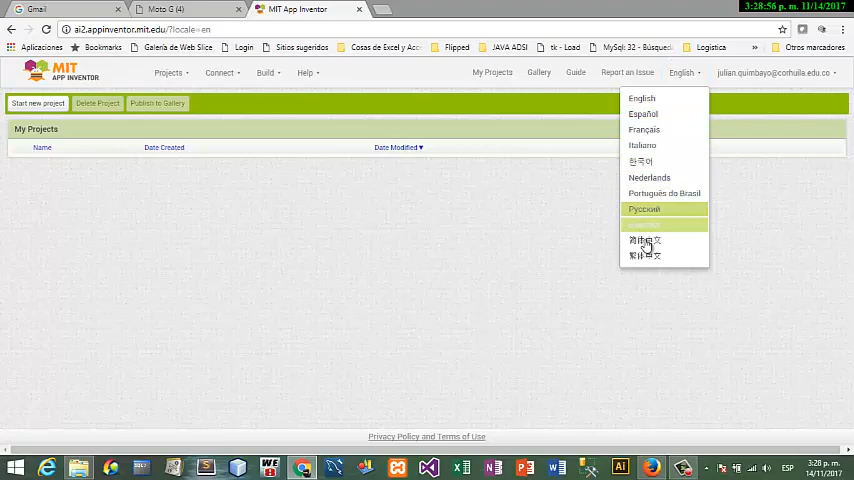 3:28:56 p. m. 11/14/2017
Gmail
Moto G (4)
MIT App Inventor
ai2.appinventor.mit.edu/?locale=en
Aplicaciones
Bookmarks
Galería de Web Slice
Login
Sitios sugeridos
Cosas de Excel y Acce
Flipped
JAVA ADSI
tk - Load
MySql: 32 - Búsqued
Logistica
Otros marcadores
MIT
APP INVENTOR
Projects
Connect
Build
Help
My Projects
Gallery
Guide
Report an Issue
English
julian.quimbayo@corhuila.edu.co
English
Español
Français
Italiano
한국어
Nederlands
Português do Brasil
Русский
简体中文
繁体中文
Start new project
Delete Project
Publish to Gallery
My Projects
Name
Date Created
Date Modified▼
Privacy Policy and Terms of Use
ESP
3:28 p. m.
14/11/2017